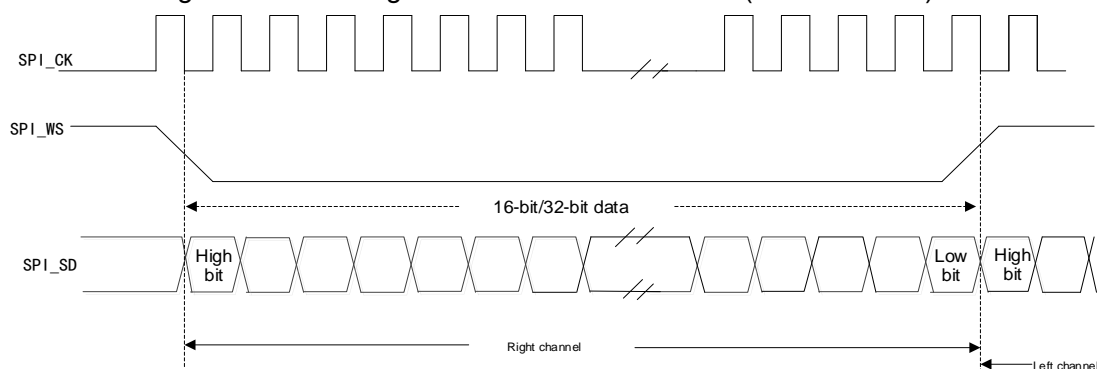 SPI_CK
SPI_WS
16-bit/32-bit data
SPI_SD
High
bit
Low
bit
High
bit
Right channel
Left channel